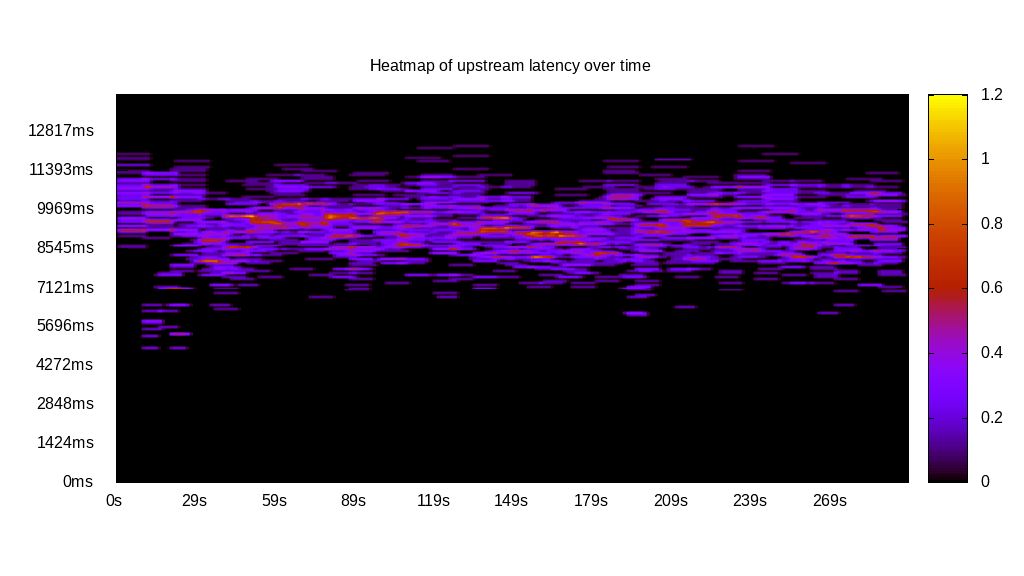 Heatmap of upstream latency over time
12817ms
11393ms
9969ms
8545ms
7121ms
5696ms
4272ms
2848ms
1424ms
0ms
0s 29s 59s 89s 119s 149s 179s 209s 239s 269s
1.2
1
0.8
0.6
0.4
0.2
0